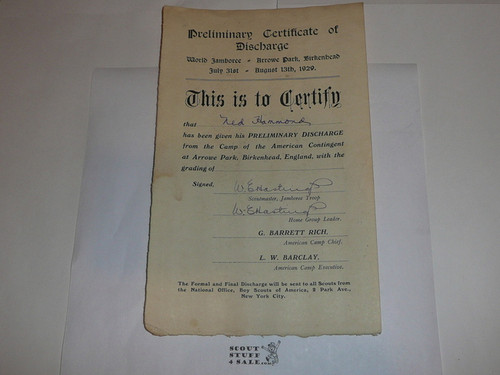 Preliminary Certificate of
Discharge
World Jamboree - Arrowe Park, Birkenhead
July 31st - August 13th, 1929.
This is to Certify
that Ned Hammond
has been given his PRELIMINARY DISCHARGE
from the Camp of the American Contingent
at Arrowe Park, Birkenhead, England, with the
grading of
Signed, W.E. Hastings
Scoutmaster, Jamboree Troop
W.E. Hastings
Group Leader.
G. BARRETT RICH,
American Camp Chief.
L. W. BARCLAY,
American Camp Executive.
The Formal and Final Discharge will be sent to all Scouts from
the National Office, Boy Scouts of America, 2 Park Ave.,
New York City.
SCOUT
STUFF
4 SALE